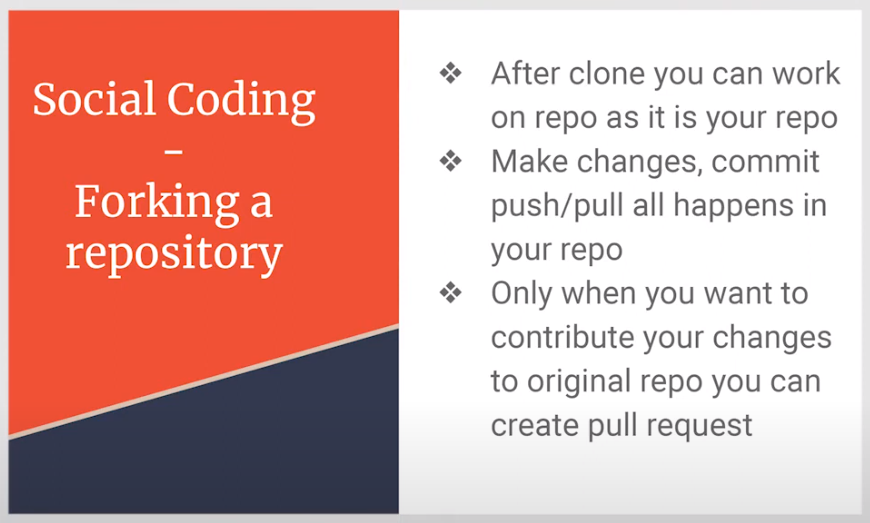 Social Coding
–
Forking a
repository
❖ After clone you can work
on repo as it is your repo
❖ Make changes, commit
push/pull all happens in
your repo
❖ Only when you want to
contribute your changes
to original repo you can
create pull request